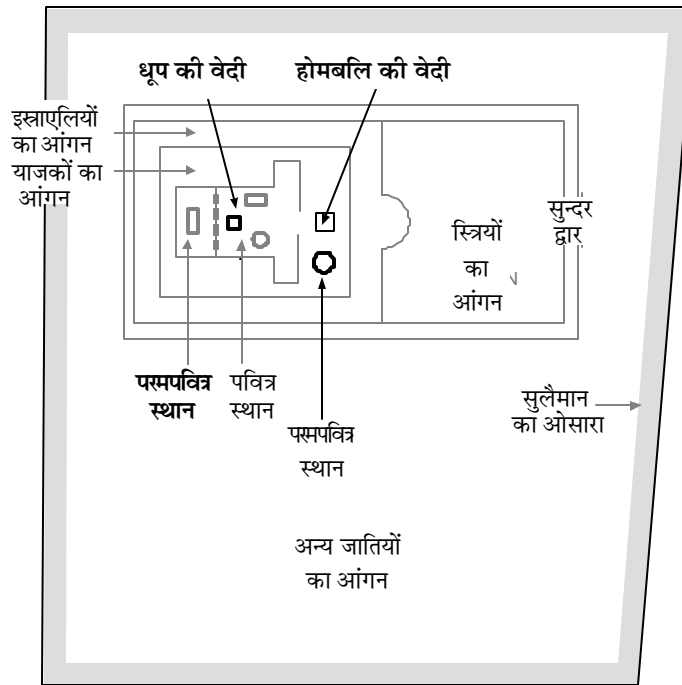 धूप की वेदी
होमबलि की वेदी
इस्राएलियों
का आंगन
याजकों का
आंगन
सुन्दर
द्वार
स्त्रियों
का
आंगन
परमपवित्र
स्थान
पवित्र
स्थान
परमपवित्र
स्थान
सुलैमान
का ओसारा
अन्य जातियों
का आंगन